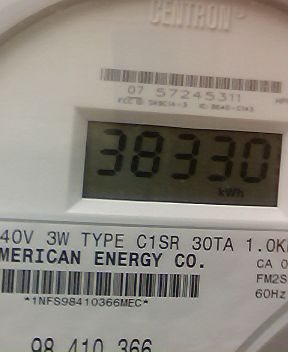 CENTRON
07 57245311
38330
kWh
40V 3W TYPE C1SR 30TA 1.0K
MERICAN ENERGY CO.
CA 0
FM2S
60Hz
*1NFS98410366MEC*
98 410 366